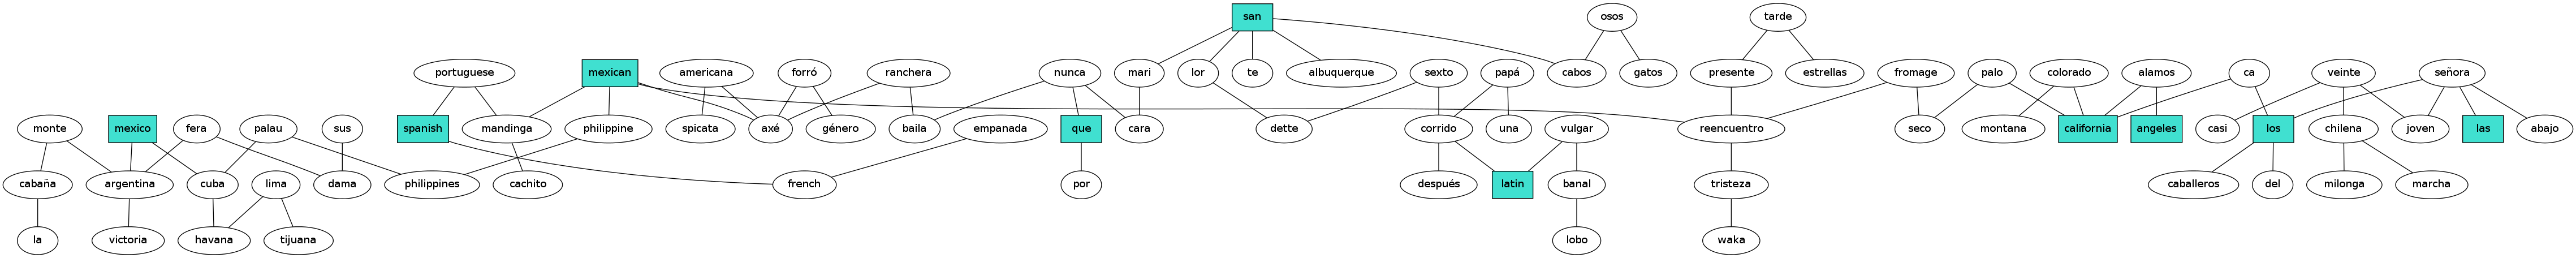 san
osos
tarde
portuguese
mexican
americana
forró
ranchera
nunca
mari
lor
te
albuquerque
sexto
papá
cabos
gatos
presente
estrellas
fromage
palo
colorado
alamos
ca
veinte
señora
monte
mexico
fera
palau
sus
spanish
mandinga
philippine
spicata
axé
género
baila
empanada
que
cara
dette
corrido
una
vulgar
reencuentro
seco
montana
california
angeles
casi
los
chilena
joven
las
abajo
cabaña
argentina
cuba
lima
dama
philippines
cachito
french
por
después
latin
banal
tristeza
caballeros
del
milonga
marcha
la
victoria
havana
tijuana
lobo
waka